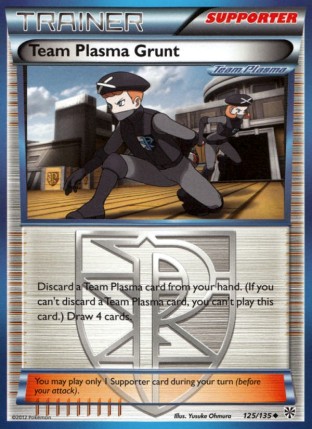 TRAINER
SUPPORTER
Team Plasma Grunt
Team Plasma
Discard a Team Plasma card from your hand. (If you
can't discard a Team Plasma card, you can't play this
card.) Draw 4 cards.
You may play only 1 Supporter card during your turn (before
your attack).
©2012 Pokémon
Illus. Yusuke Ohmura
125/135